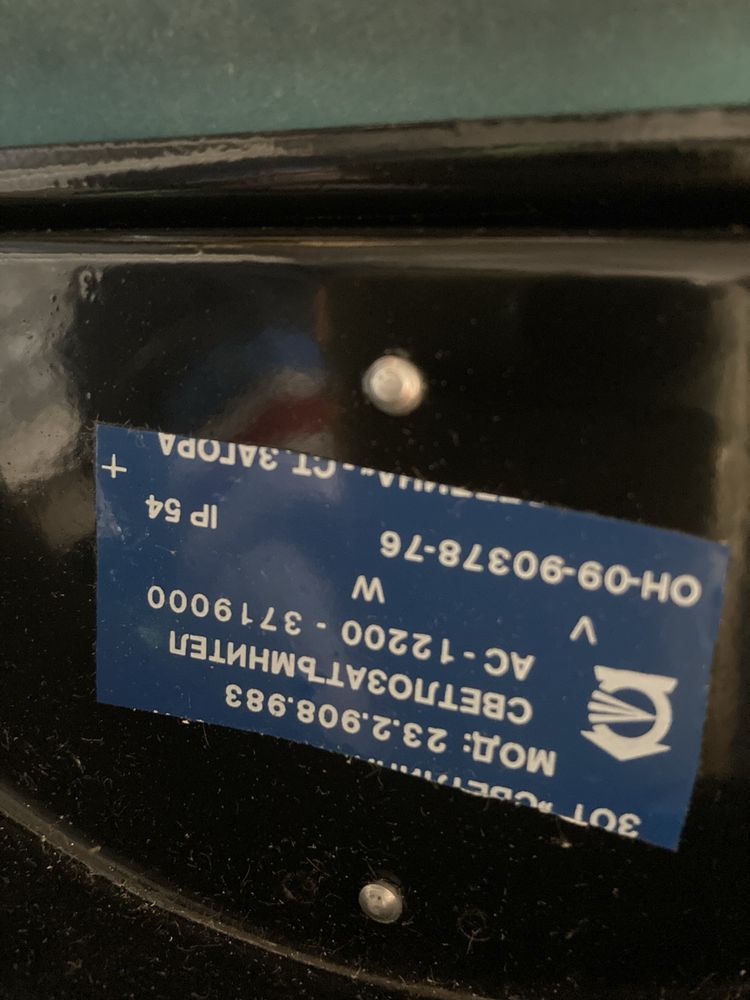 ЗОТ
МОД: 23.2.908.983
СВЕТЛОЗАТЪМНИТЕЛ
АС-12200 - 3719000
V W
ОН-09-90378-76
IP 54
- СТ. ЗАГОРА
+